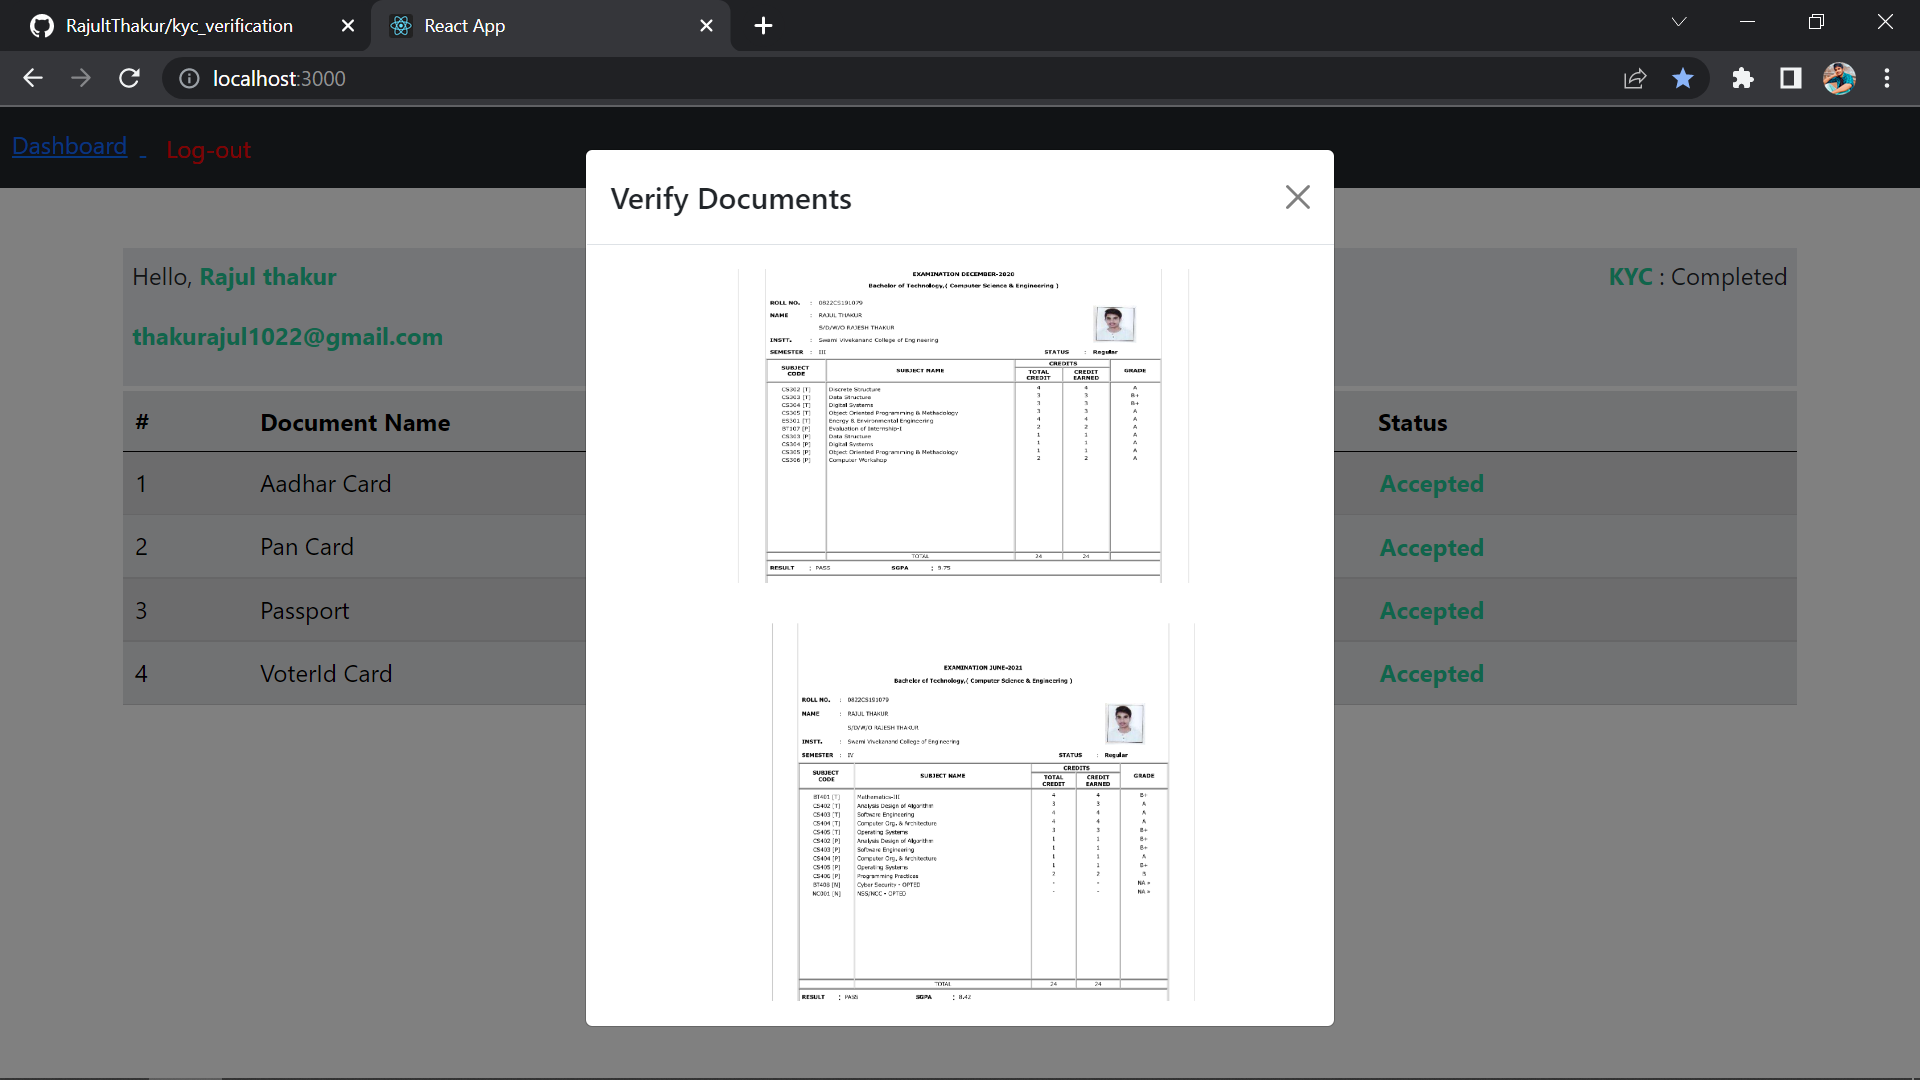 RajultThakur/kyc_verification
React App
localhost:3000
Dashboard
Log-out
Hello, Rajul thakur
KYC : Completed
thakurajul1022@gmail.com
# Document Name Status
1 Aadhar Card Accepted
2 Pan Card Accepted
3 Passport Accepted
4 VoterId Card Accepted
Verify Documents
EXAMINATION DECEMBER-2020
Bachelor of Technology,( Computer Science & Engineering )
ROLL NO. : 0822CS191079
NAME : RAJUL THAKUR
S/D/W/O RAJESH THAKUR
INSTT. : Swami Vivekanand College of Engineering
SEMESTER : III STATUS : Regular
CREDITS
SUBJECT CODE SUBJECT NAME TOTAL CREDIT CREDIT EARNED GRADE
CS302 [T] Discrete Structure 4 4 A
CS303 [T] Data Structure 3 3 B+
CS304 [T] Digital Systems 3 3 B+
CS305 [T] Object Oriented Programming & Methodology 3 3 A
ES301 [T] Energy & Environmental Engineering 4 4 A
BT107 [P] Evaluation of Internship-I 2 2 A
CS303 [P] Data Structure 1 1 A
CS304 [P] Digital Systems 1 1 A
CS305 [P] Object Oriented Programming & Methodology 1 1 A
CS306 [P] Computer Workshop 2 2 A
TOTAL 24 24
RESULT : PASS SGPA : 9.75
EXAMINATION JUNE-2021
Bachelor of Technology,( Computer Science & Engineering )
ROLL NO. : 0822CS191079
NAME : RAJUL THAKUR
S/D/W/O RAJESH THAKUR
INSTT. : Swami Vivekanand College of Engineering
SEMESTER : IV STATUS : Regular
CREDITS
SUBJECT CODE SUBJECT NAME TOTAL CREDIT CREDIT EARNED GRADE
BT401 [T] Mathematics-III 4 4 B+
CS402 [T] Analysis Design of Algorithm 3 3 A
CS403 [T] Software Engineering 4 4 A
CS404 [T] Computer Org. & Architecture 4 4 A
CS405 [T] Operating Systems 3 3 B+
CS402 [P] Analysis Design of Algorithm 1 1 B+
CS403 [P] Software Engineering 1 1 B+
CS404 [P] Computer Org. & Architecture 1 1 A
CS405 [P] Operating Systems 1 1 B+
CS406 [P] Programming Practices 2 2 B
BT408 [N] Cyber Security - OPTED - - NA
NC001 [N] NSS/NCC - OPTED - - NA
TOTAL 24 24
RESULT : PASS SGPA : 8.42